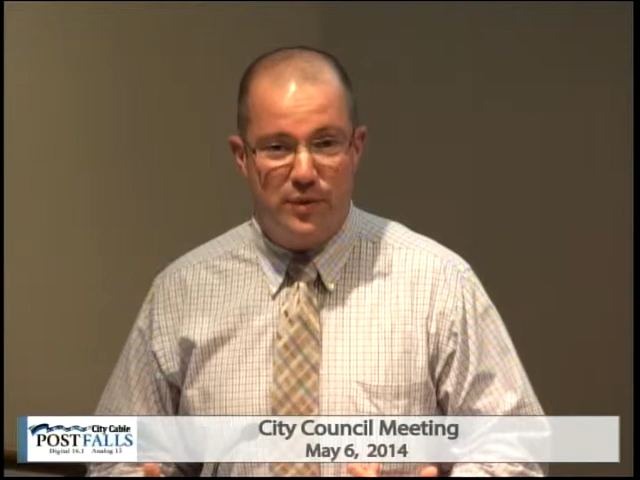 City Cable
POST FALLS
Digital 16.1 Analog 13
City Council Meeting
May 6, 2014